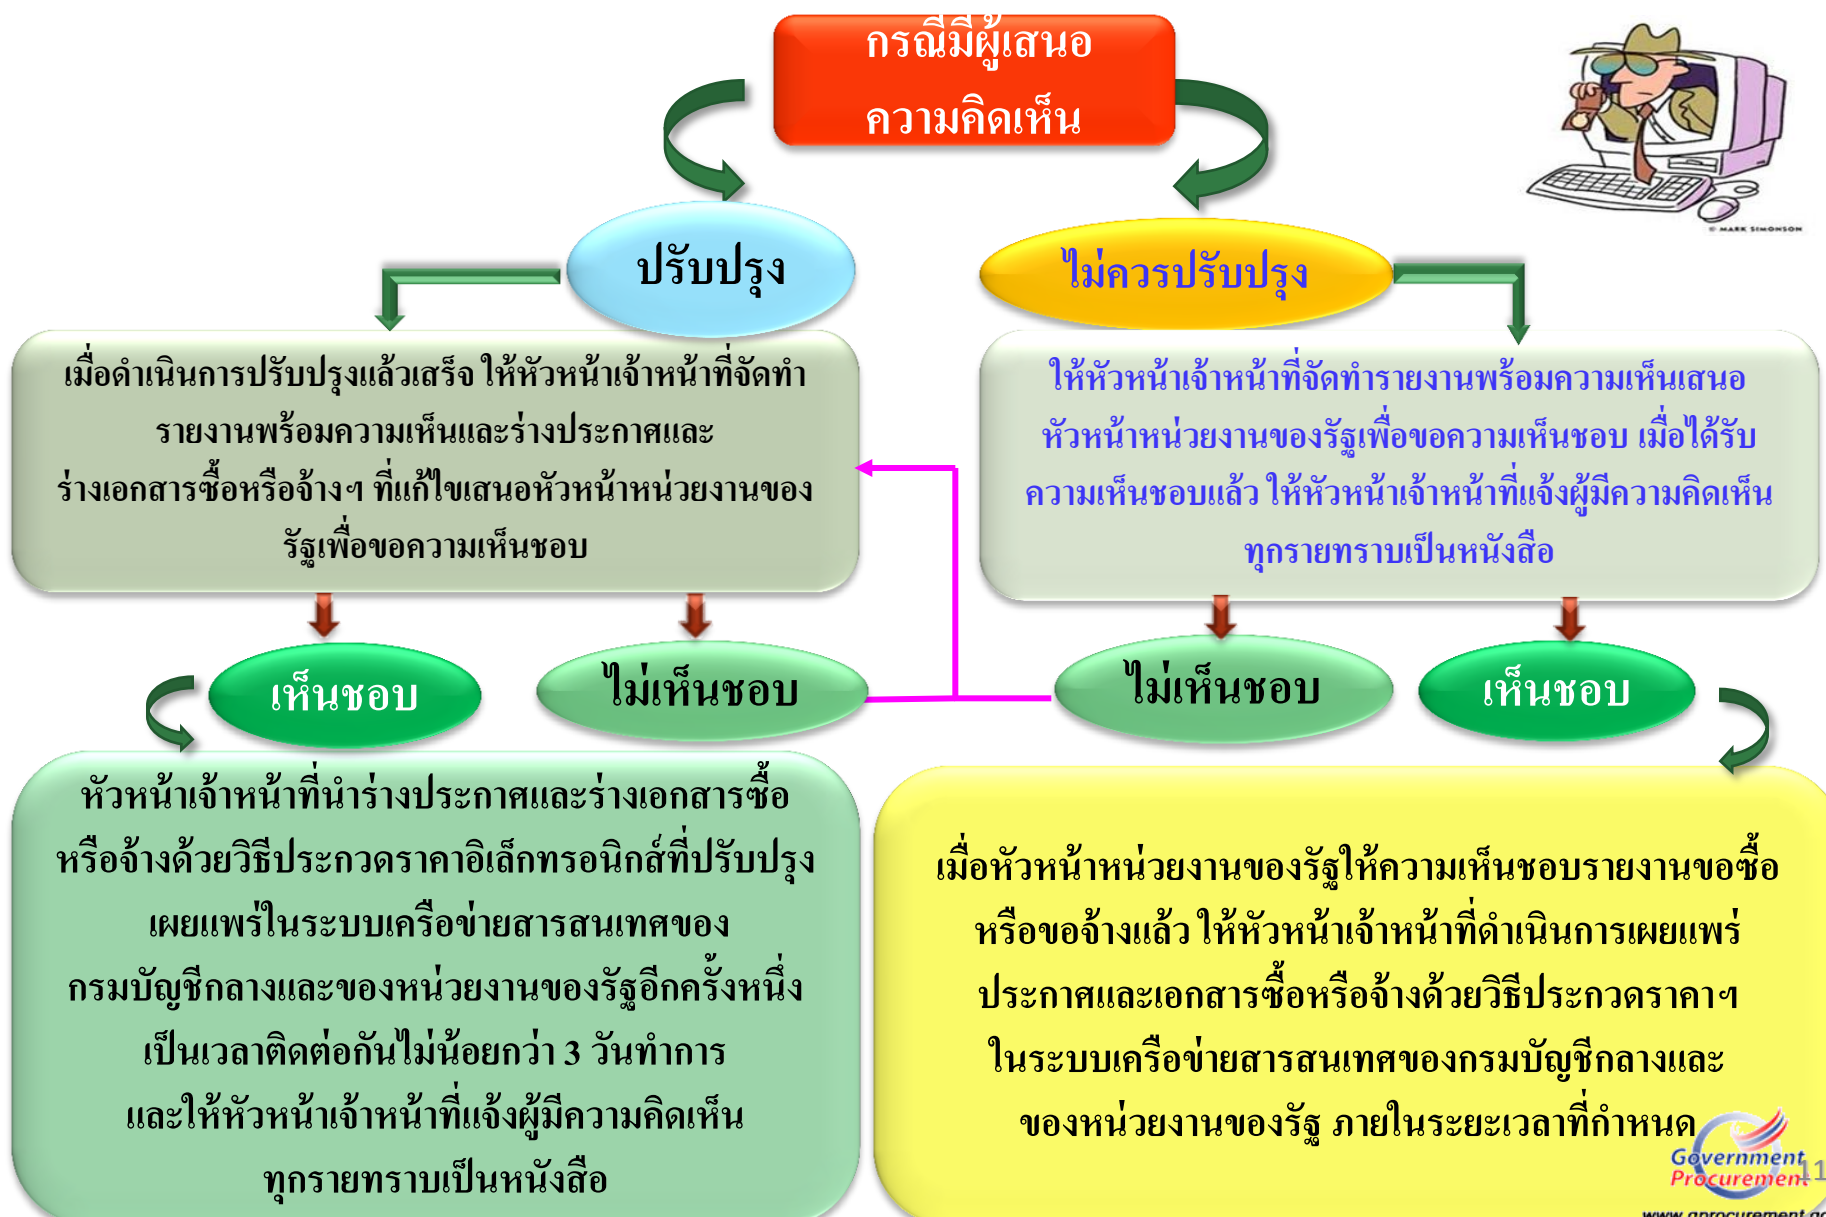 กรณีมีผู้เสนอ
ความคิดเห็น
© MARK SIMONSON
ปรับปรุง
ไม่ควรปรับปรุง
เมื่อดำเนินการปรับปรุงแล้วเสร็จ ให้หัวหน้าเจ้าหน้าที่จัดทำ
รายงานพร้อมความเห็นและร่างประกาศและ
ร่างเอกสารซื้อหรือจ้างฯ ที่แก้ไขเสนอหัวหน้าหน่วยงานของ
รัฐเพื่อขอความเห็นชอบ
ให้หัวหน้าเจ้าหน้าที่จัดทำรายงานพร้อมความเห็นเสนอ
หัวหน้าหน่วยงานของรัฐเพื่อขอความเห็นชอบ เมื่อได้รับ
ความเห็นชอบแล้ว ให้หัวหน้าเจ้าหน้าที่แจ้งผู้มีความคิดเห็น
ทุกรายทราบเป็นหนังสือ
เห็นชอบ
ไม่เห็นชอบ
ไม่เห็นชอบ
เห็นชอบ
หัวหน้าเจ้าหน้าที่นำร่างประกาศและร่างเอกสารซื้อ
หรือจ้างด้วยวิธีประกวดราคาอิเล็กทรอนิกส์ที่ปรับปรุง
เผยแพร่ในระบบเครือข่ายสารสนเทศของ
กรมบัญชีกลางและของหน่วยงานของรัฐอีกครั้งหนึ่ง
เป็นเวลาติดต่อกันไม่น้อยกว่า 3 วันทำการ
และให้หัวหน้าเจ้าหน้าที่แจ้งผู้มีความคิดเห็น
ทุกรายทราบเป็นหนังสือ
เมื่อหัวหน้าหน่วยงานของรัฐให้ความเห็นชอบรายงานขอซื้อ
หรือขอจ้างแล้ว ให้หัวหน้าเจ้าหน้าที่ดำเนินการเผยแพร่
ประกาศและเอกสารซื้อหรือจ้างด้วยวิธีประกวดราคาฯ
ในระบบเครือข่ายสารสนเทศของกรมบัญชีกลางและ
ของหน่วยงานของรัฐ ภายในระยะเวลาที่กำหนด
Government
Procurement